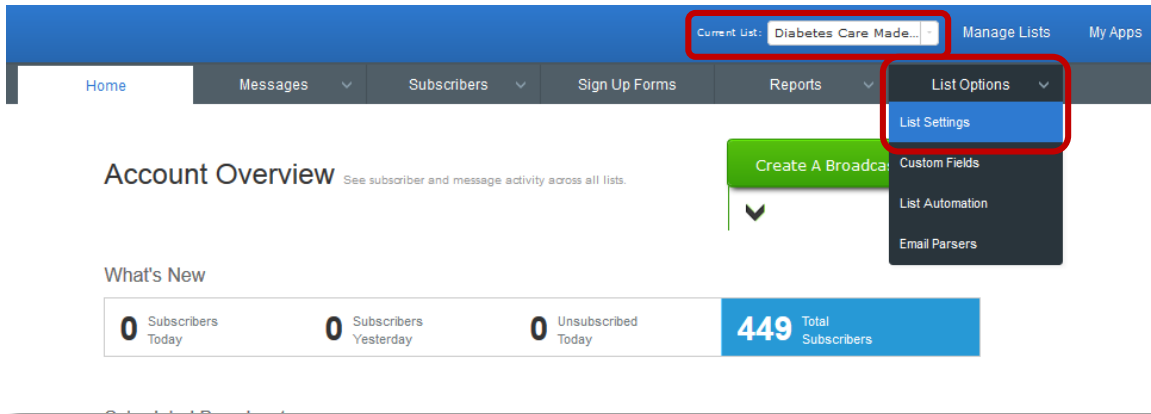 Current List: Diabetes Care Made... Manage Lists My Apps
Home Messages Subscribers Sign Up Forms Reports List Options
List Settings
Account Overview See subscriber and message activity across all lists.
Create A Broadca
Custom Fields
List Automation
Email Parsers
What's New
0 Subscribers Today 0 Subscribers Yesterday 0 Unsubscribed Today 449 Total Subscribers